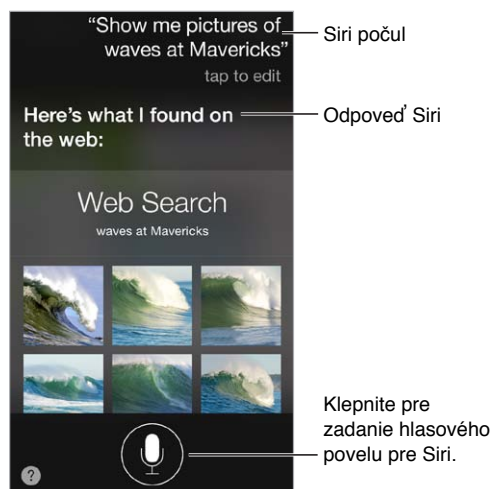 “Show me pictures of
waves at Mavericks”
tap to edit
Siri počul
Here’s what I found on
the web:
Odpoveď Siri
Web Search
waves at Mavericks
Klepnite pre
zadanie hlasového
povelu pre Siri.
?